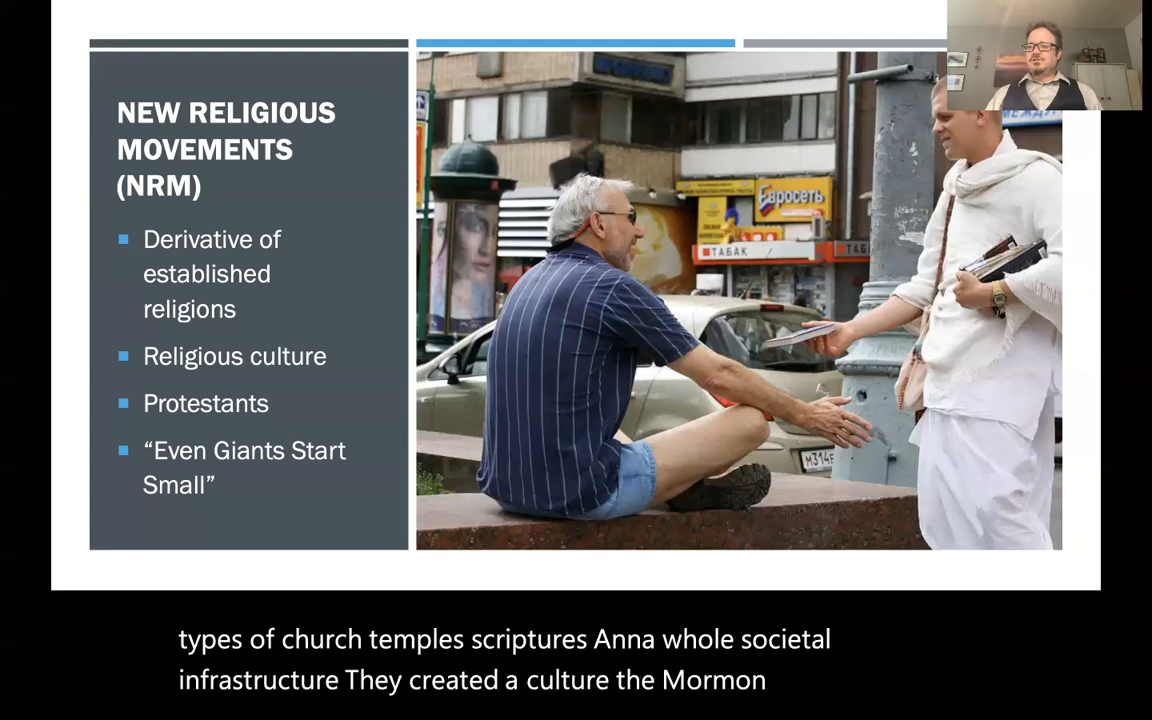 NEW RELIGIOUS
MOVEMENTS
(NRM)
Derivative of
established
religions
Religious culture
Protestants
“Even Giants Start
Small”
Евросеть
ТАБАК
types of church temples scriptures Anna whole societal
infrastructure They created a culture the Mormon